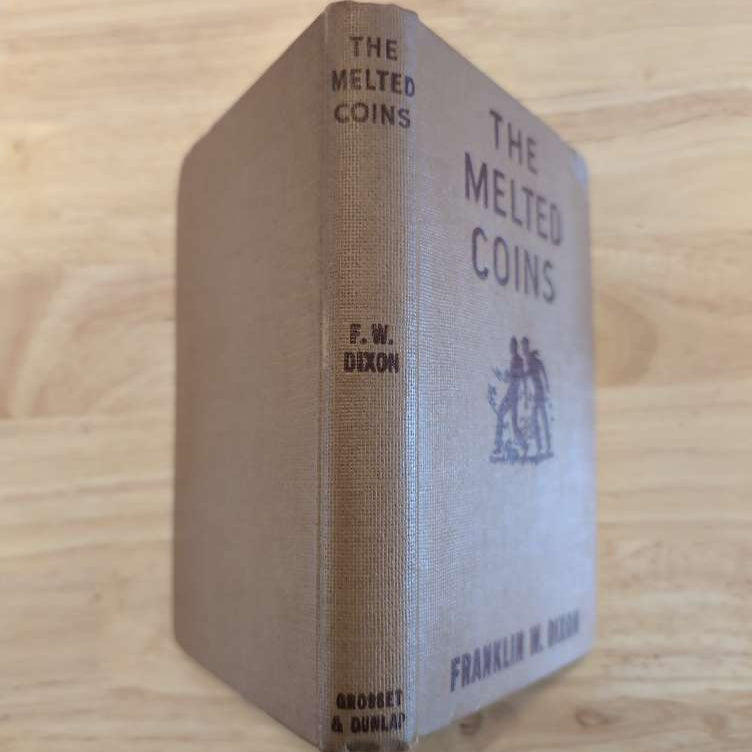 THE
MELTED
COINS
F. W.
DIXON
GROSSET
& DUNLAP
THE
MELTED
COINS
FRANKLIN W. DIXON